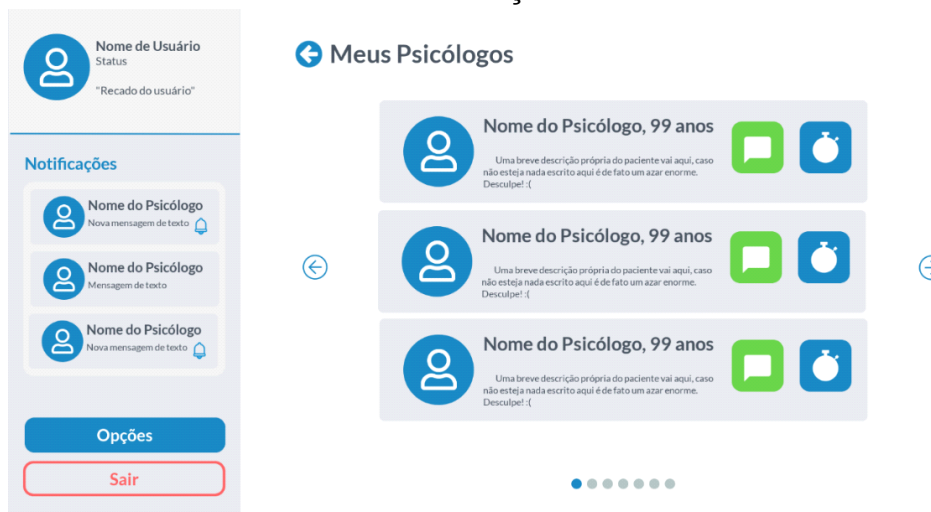 Nome de Usuário
Status
"Recado do usuário"
Notificações
Nome do Psicólogo
Nova mensagem de texto
Nome do Psicólogo
Mensagem de texto
Nome do Psicólogo
Nova mensagem de texto
Opções
Sair
Meus Psicólogos
Nome do Psicólogo, 99 anos
Uma breve descrição própria do paciente vai aqui, caso
não esteja nada escrito aqui é de fato um azar enorme.
Desculpe! :(
Nome do Psicólogo, 99 anos
Uma breve descrição própria do paciente vai aqui, caso
não esteja nada escrito aqui é de fato um azar enorme.
Desculpe! :(
Nome do Psicólogo, 99 anos
Uma breve descrição própria do paciente vai aqui, caso
não esteja nada escrito aqui é de fato um azar enorme.
Desculpe! :(